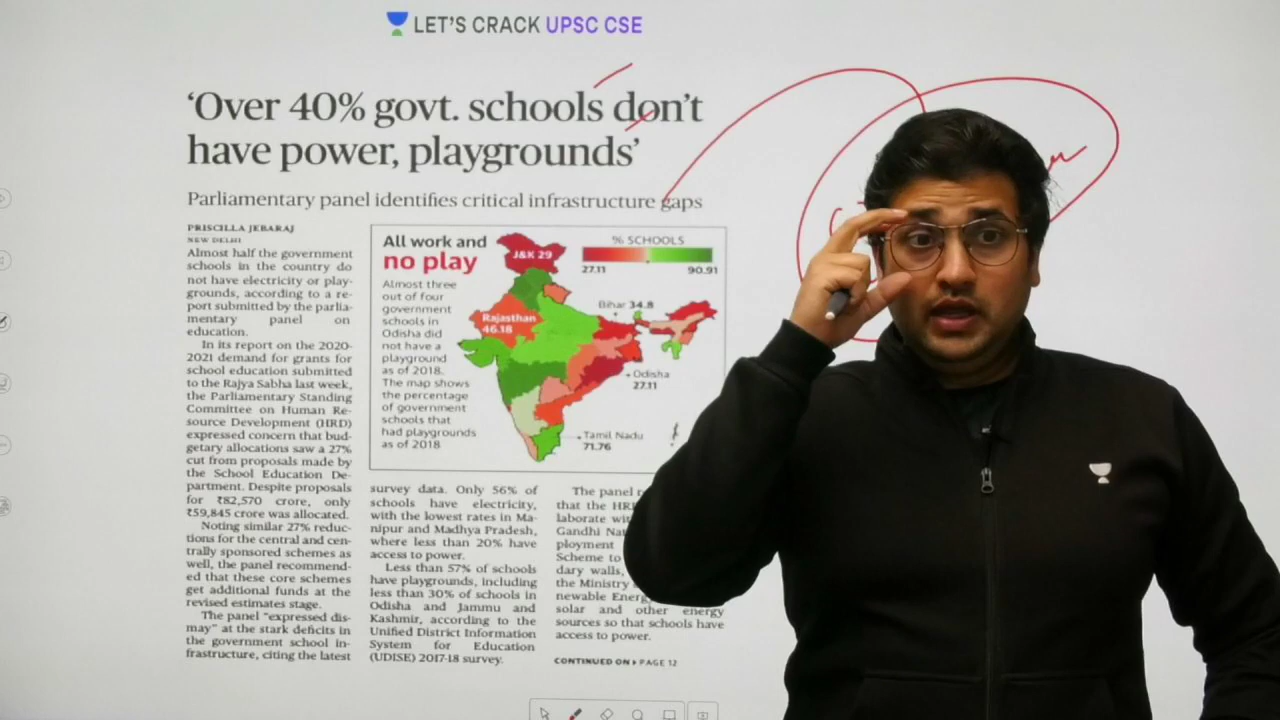 LET'S CRACK UPSC CSE
‘Over 40% govt. schools don’t
have power, playgrounds’
Parliamentary panel identifies critical infrastructure gaps
PRISCILLA JEBARAJ
NEW DELHI
Almost half the government
schools in the country do
not have electricity or play-
grounds, according to a re-
port submitted by the parlia-
mentary panel on
education.
In its report on the 2020-
2021 demand for grants for
school education submitted
to the Rajya Sabha last week,
the Parliamentary Standing
Committee on Human Re-
source Development (HRD)
expressed concern that bud-
getary allocations saw a 27%
cut from proposals made by
the School Education De-
partment. Despite proposals
for ₹82,570 crore, only
₹59,845 crore was allocated.
Noting similar 27% reduc-
tions for the central and cen-
trally sponsored schemes as
well, the panel recommend-
ed that these core schemes
get additional funds at the
revised estimates stage.
The panel “expressed dis-
may” at the stark deficits in
the government school in-
frastructure, citing the latest
All work and
no play
Almost three
out of four
government
schools in
Odisha did
not have a
playground
as of 2018.
The map shows
the percentage
of government
schools that
had playgrounds
as of 2018
% SCHOOLS
27.11 90.91
J&K 29
Bihar 34.8
Rajasthan
46.18
Odisha
27.11
Tamil Nadu
71.76
survey data. Only 56% of
schools have electricity,
with the lowest rates in Ma-
nipur and Madhya Pradesh,
where less than 20% have
access to power.
Less than 57% of schools
have playgrounds, including
less than 30% of schools in
Odisha and Jammu and
Kashmir, according to the
Unified District Information
System for Education
(UDISE) 2017-18 survey.
The panel
that the
laborate
Gandhi
ployment
Scheme to
dary walls,
the Ministry
newable
solar and other energy
sources so that schools have
access to power.
CONTINUED ON ▸ PAGE 12